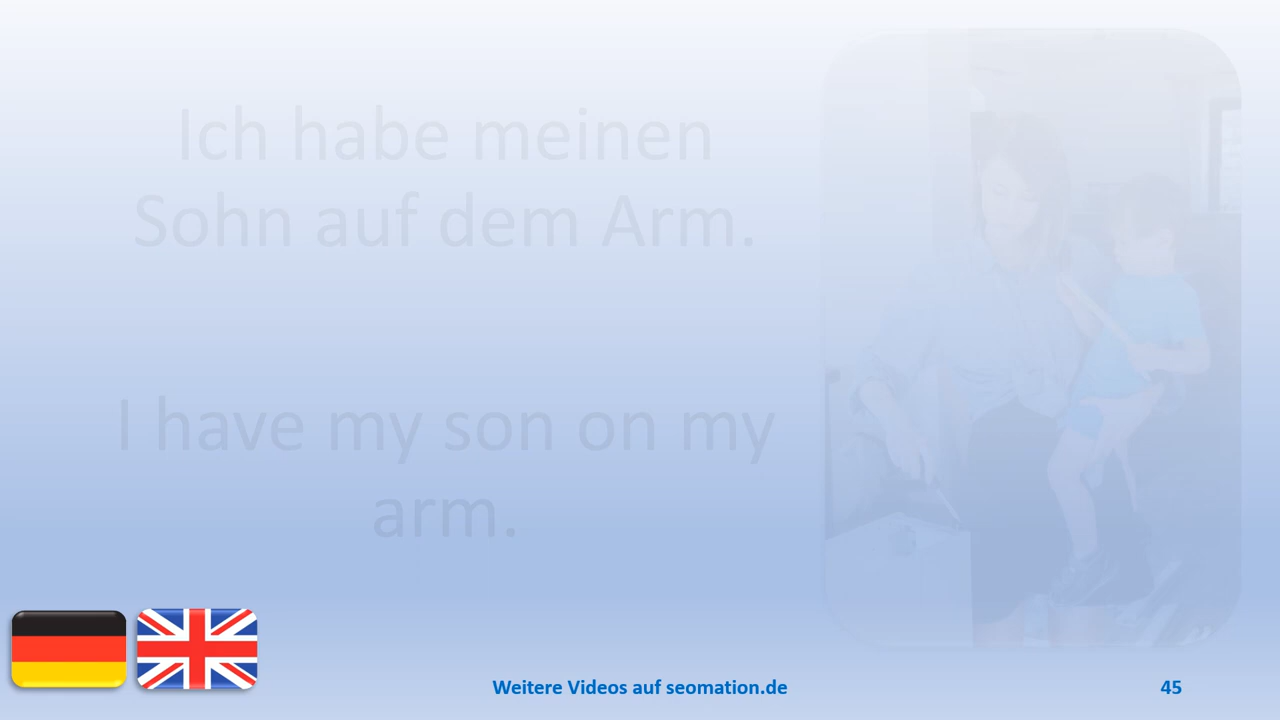 Ich habe meinen
Sohn auf dem Arm.
I have my son on my
arm.
Weitere Videos auf seomation.de
45